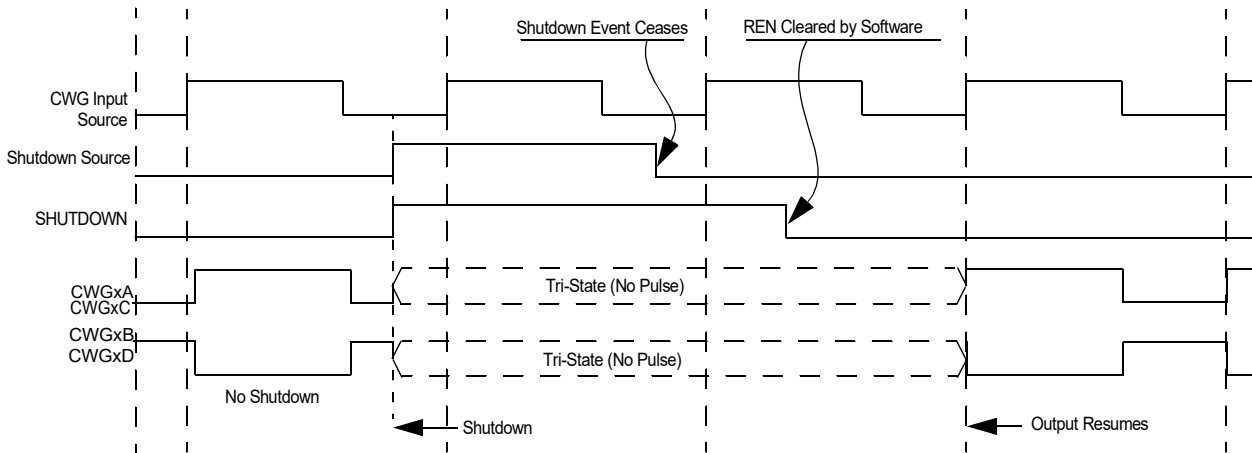 Shutdown Event Ceases
REN Cleared by Software
CWG Input
Source
Shutdown Source
SHUTDOWN
CWGxA
CWGxC
Tri-State (No Pulse)
CWGxB
CWGxD
Tri-State (No Pulse)
No Shutdown
Shutdown
Output Resumes